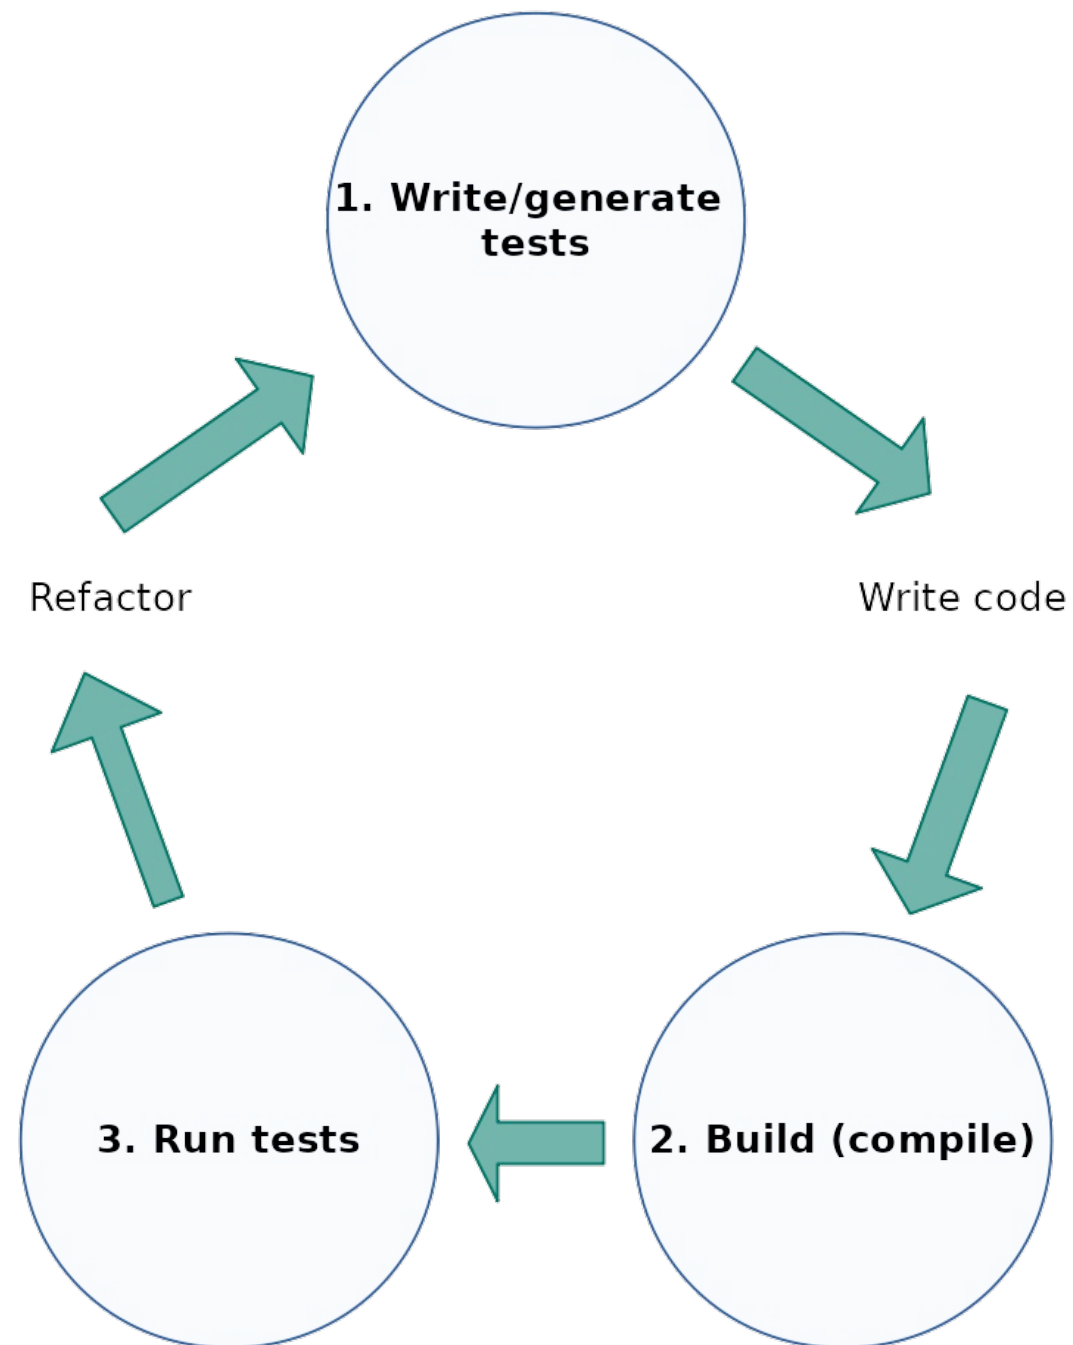 1. Write/generate
tests
Refactor
Write code
3. Run tests
2. Build (compile)